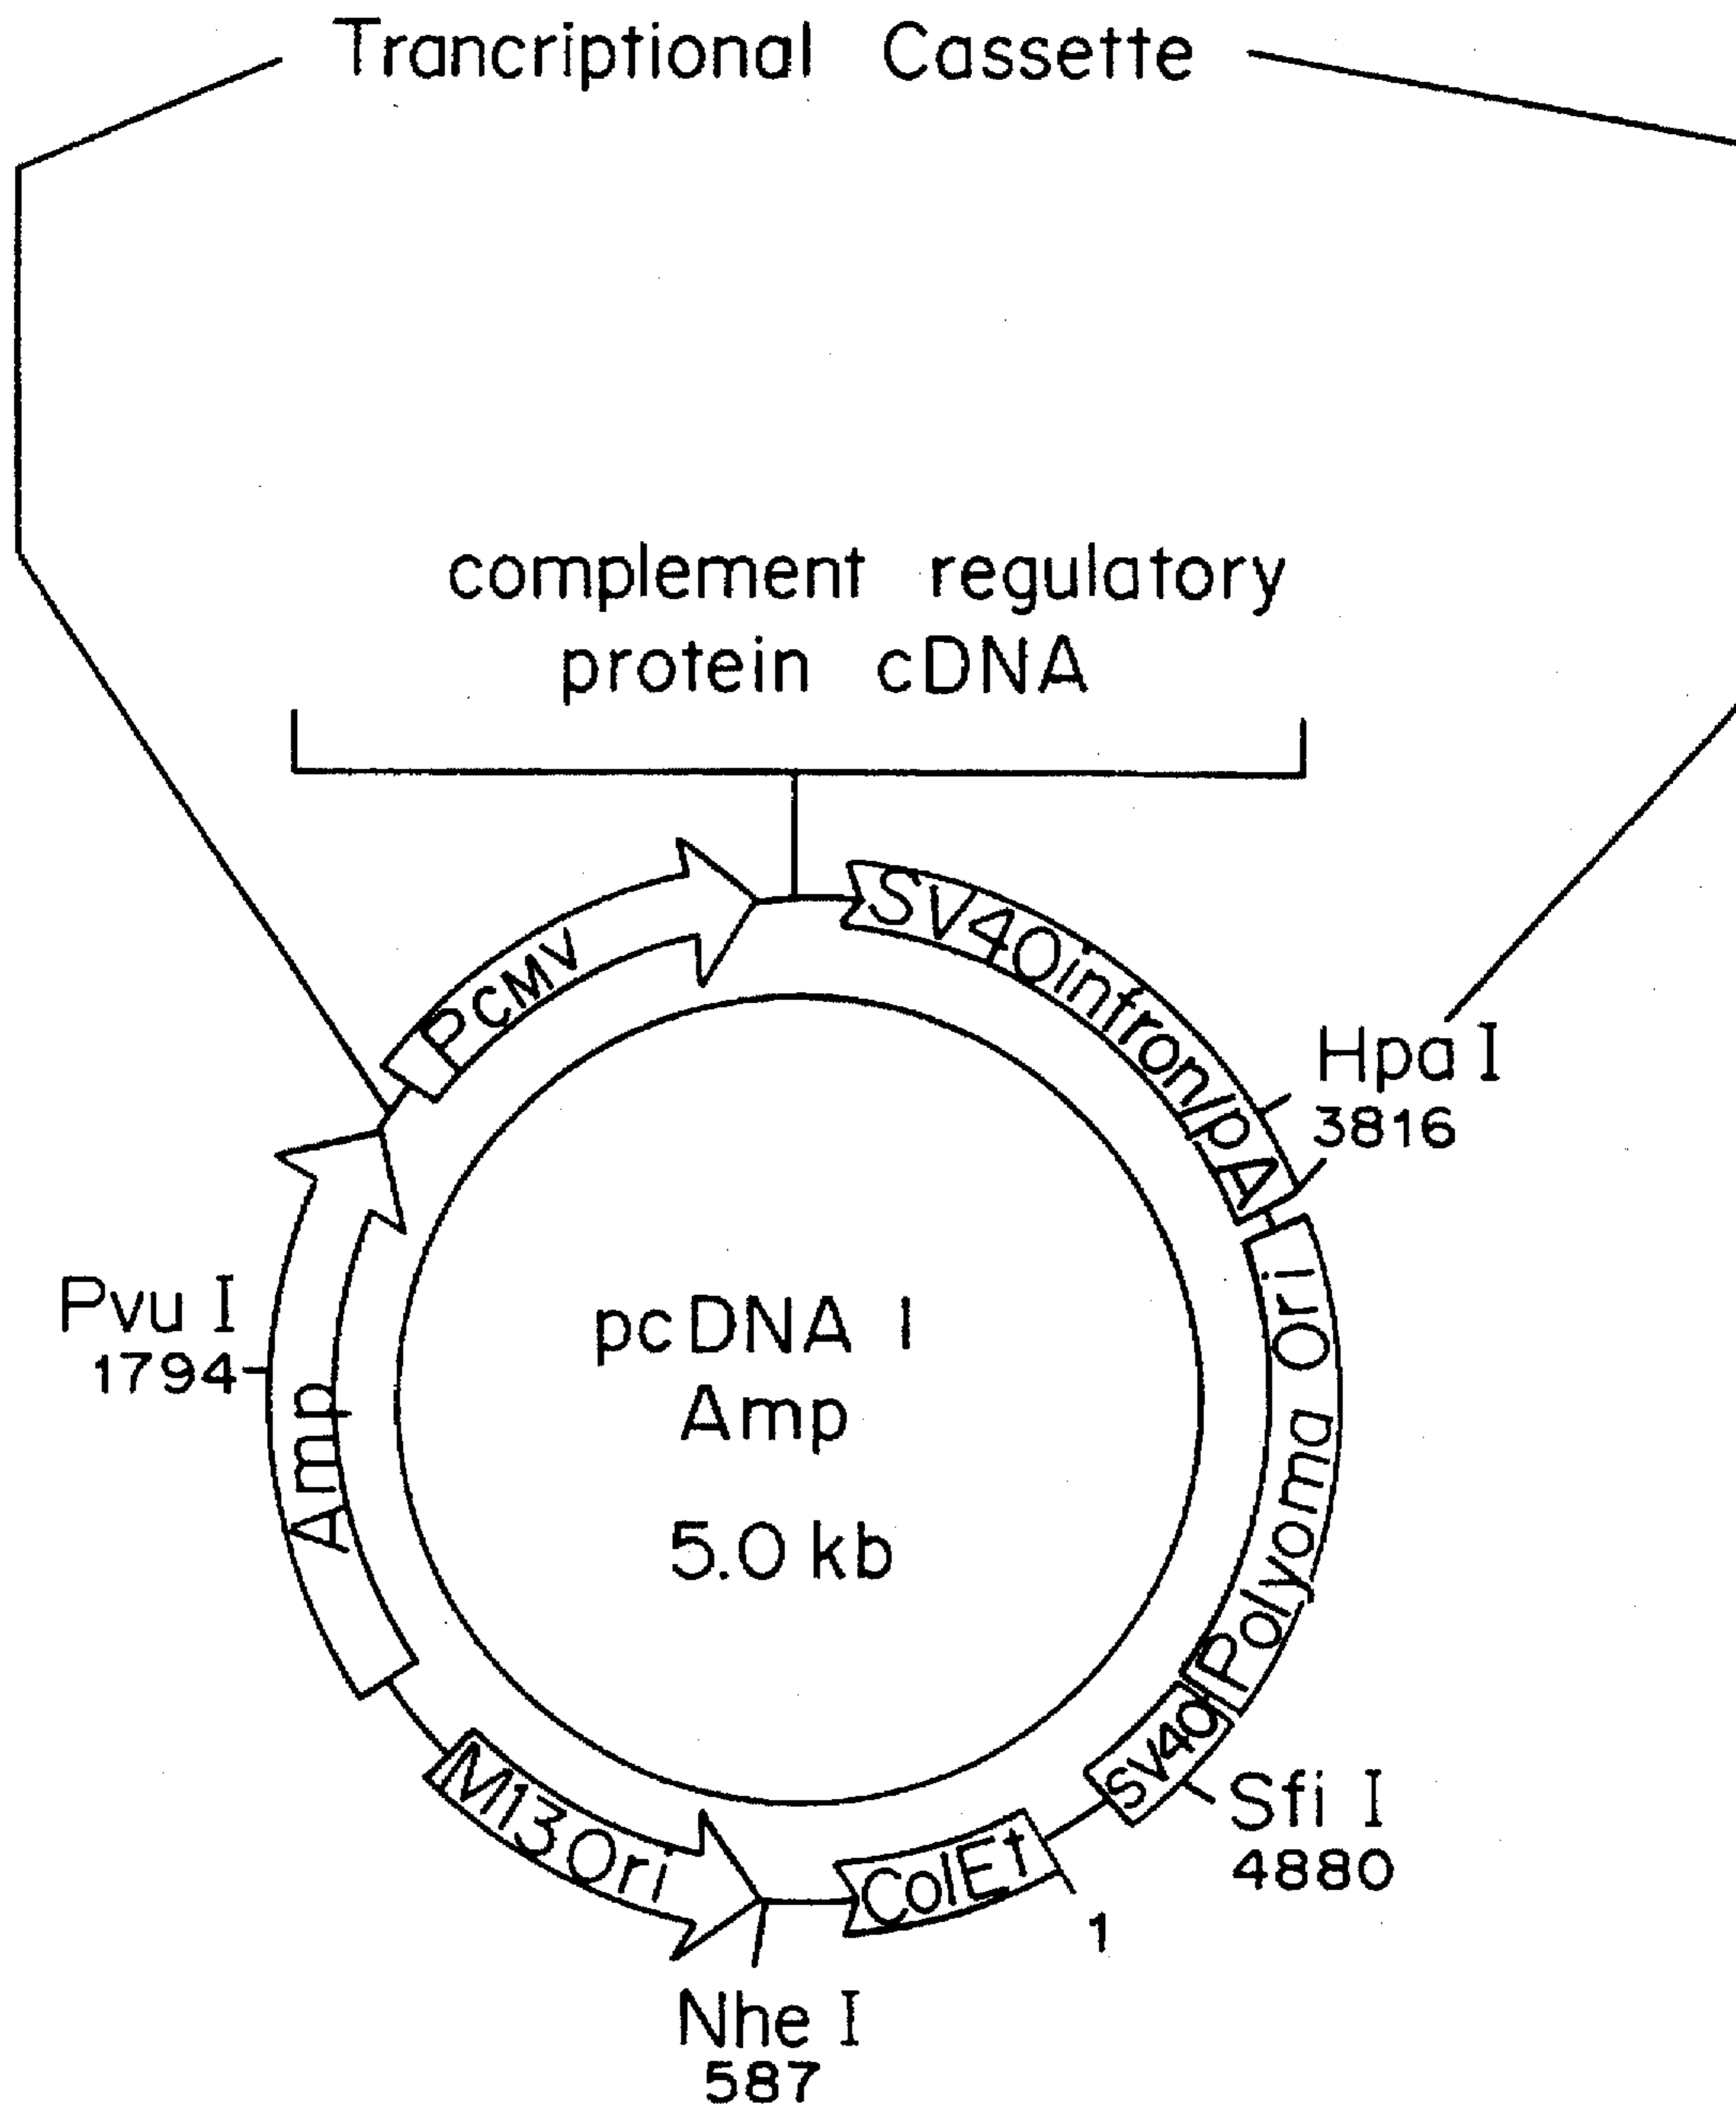 Trancriptional Cassette
complement regulatory
protein cDNA
PCMV
SV40intron/pA
Hpa I
3816
Polyoma Ori
SV40
Sfi I
4880
ColE1
1
Nhe I
587
M13Ori
Amp
Pvu I
1794
pcDNA I
Amp
5.0 kb